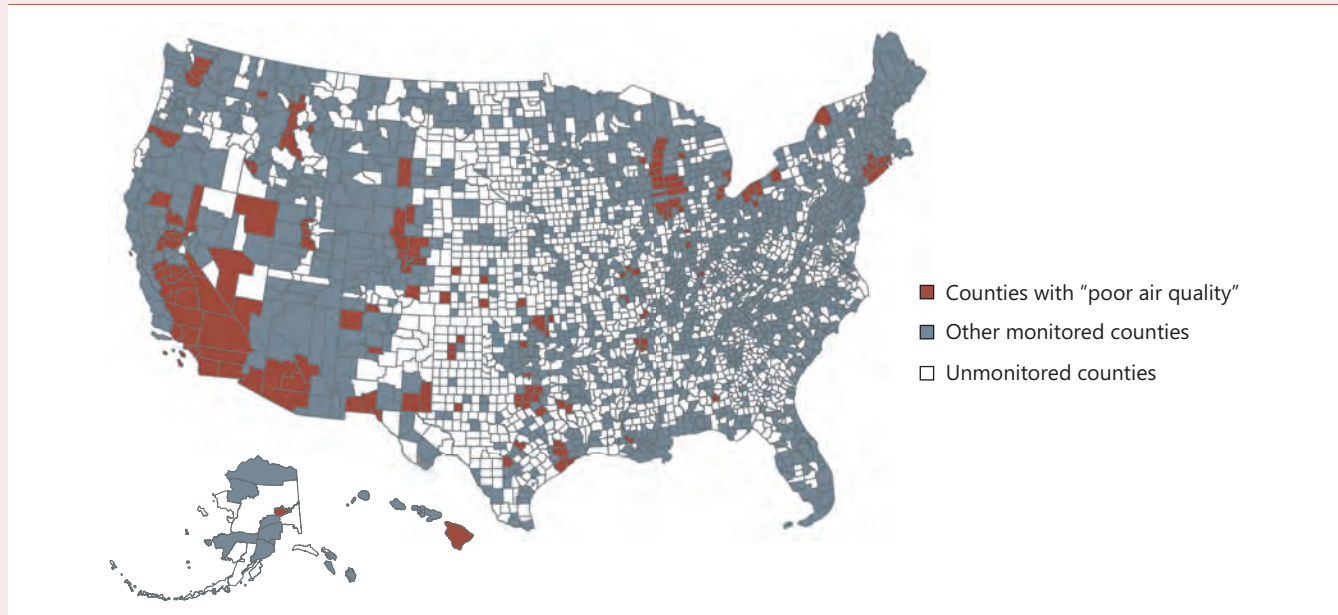 Counties with “poor air quality”
Other monitored counties
Unmonitored counties